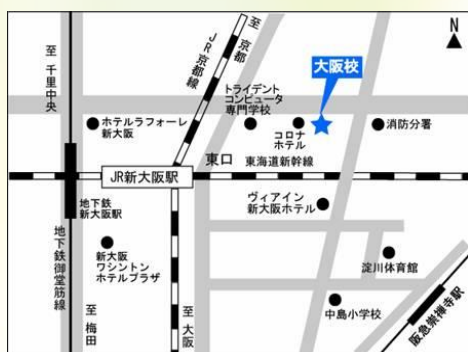 至
千里中央
JR京都線
至
京都
大阪校
N
トライデント
コンピュータ
専門学校
ホテルラフォーレ
新大阪
コロナ
ホテル
消防分署
東口
東海道新幹線
JR新大阪駅
地下鉄
新大阪駅
ヴィアイン
新大阪ホテル
地下鉄御堂筋線
新大阪
ワシントン
ホテルプラザ
淀川体育館
中島小学校
阪急崇禅寺駅
至
梅田
至
大阪